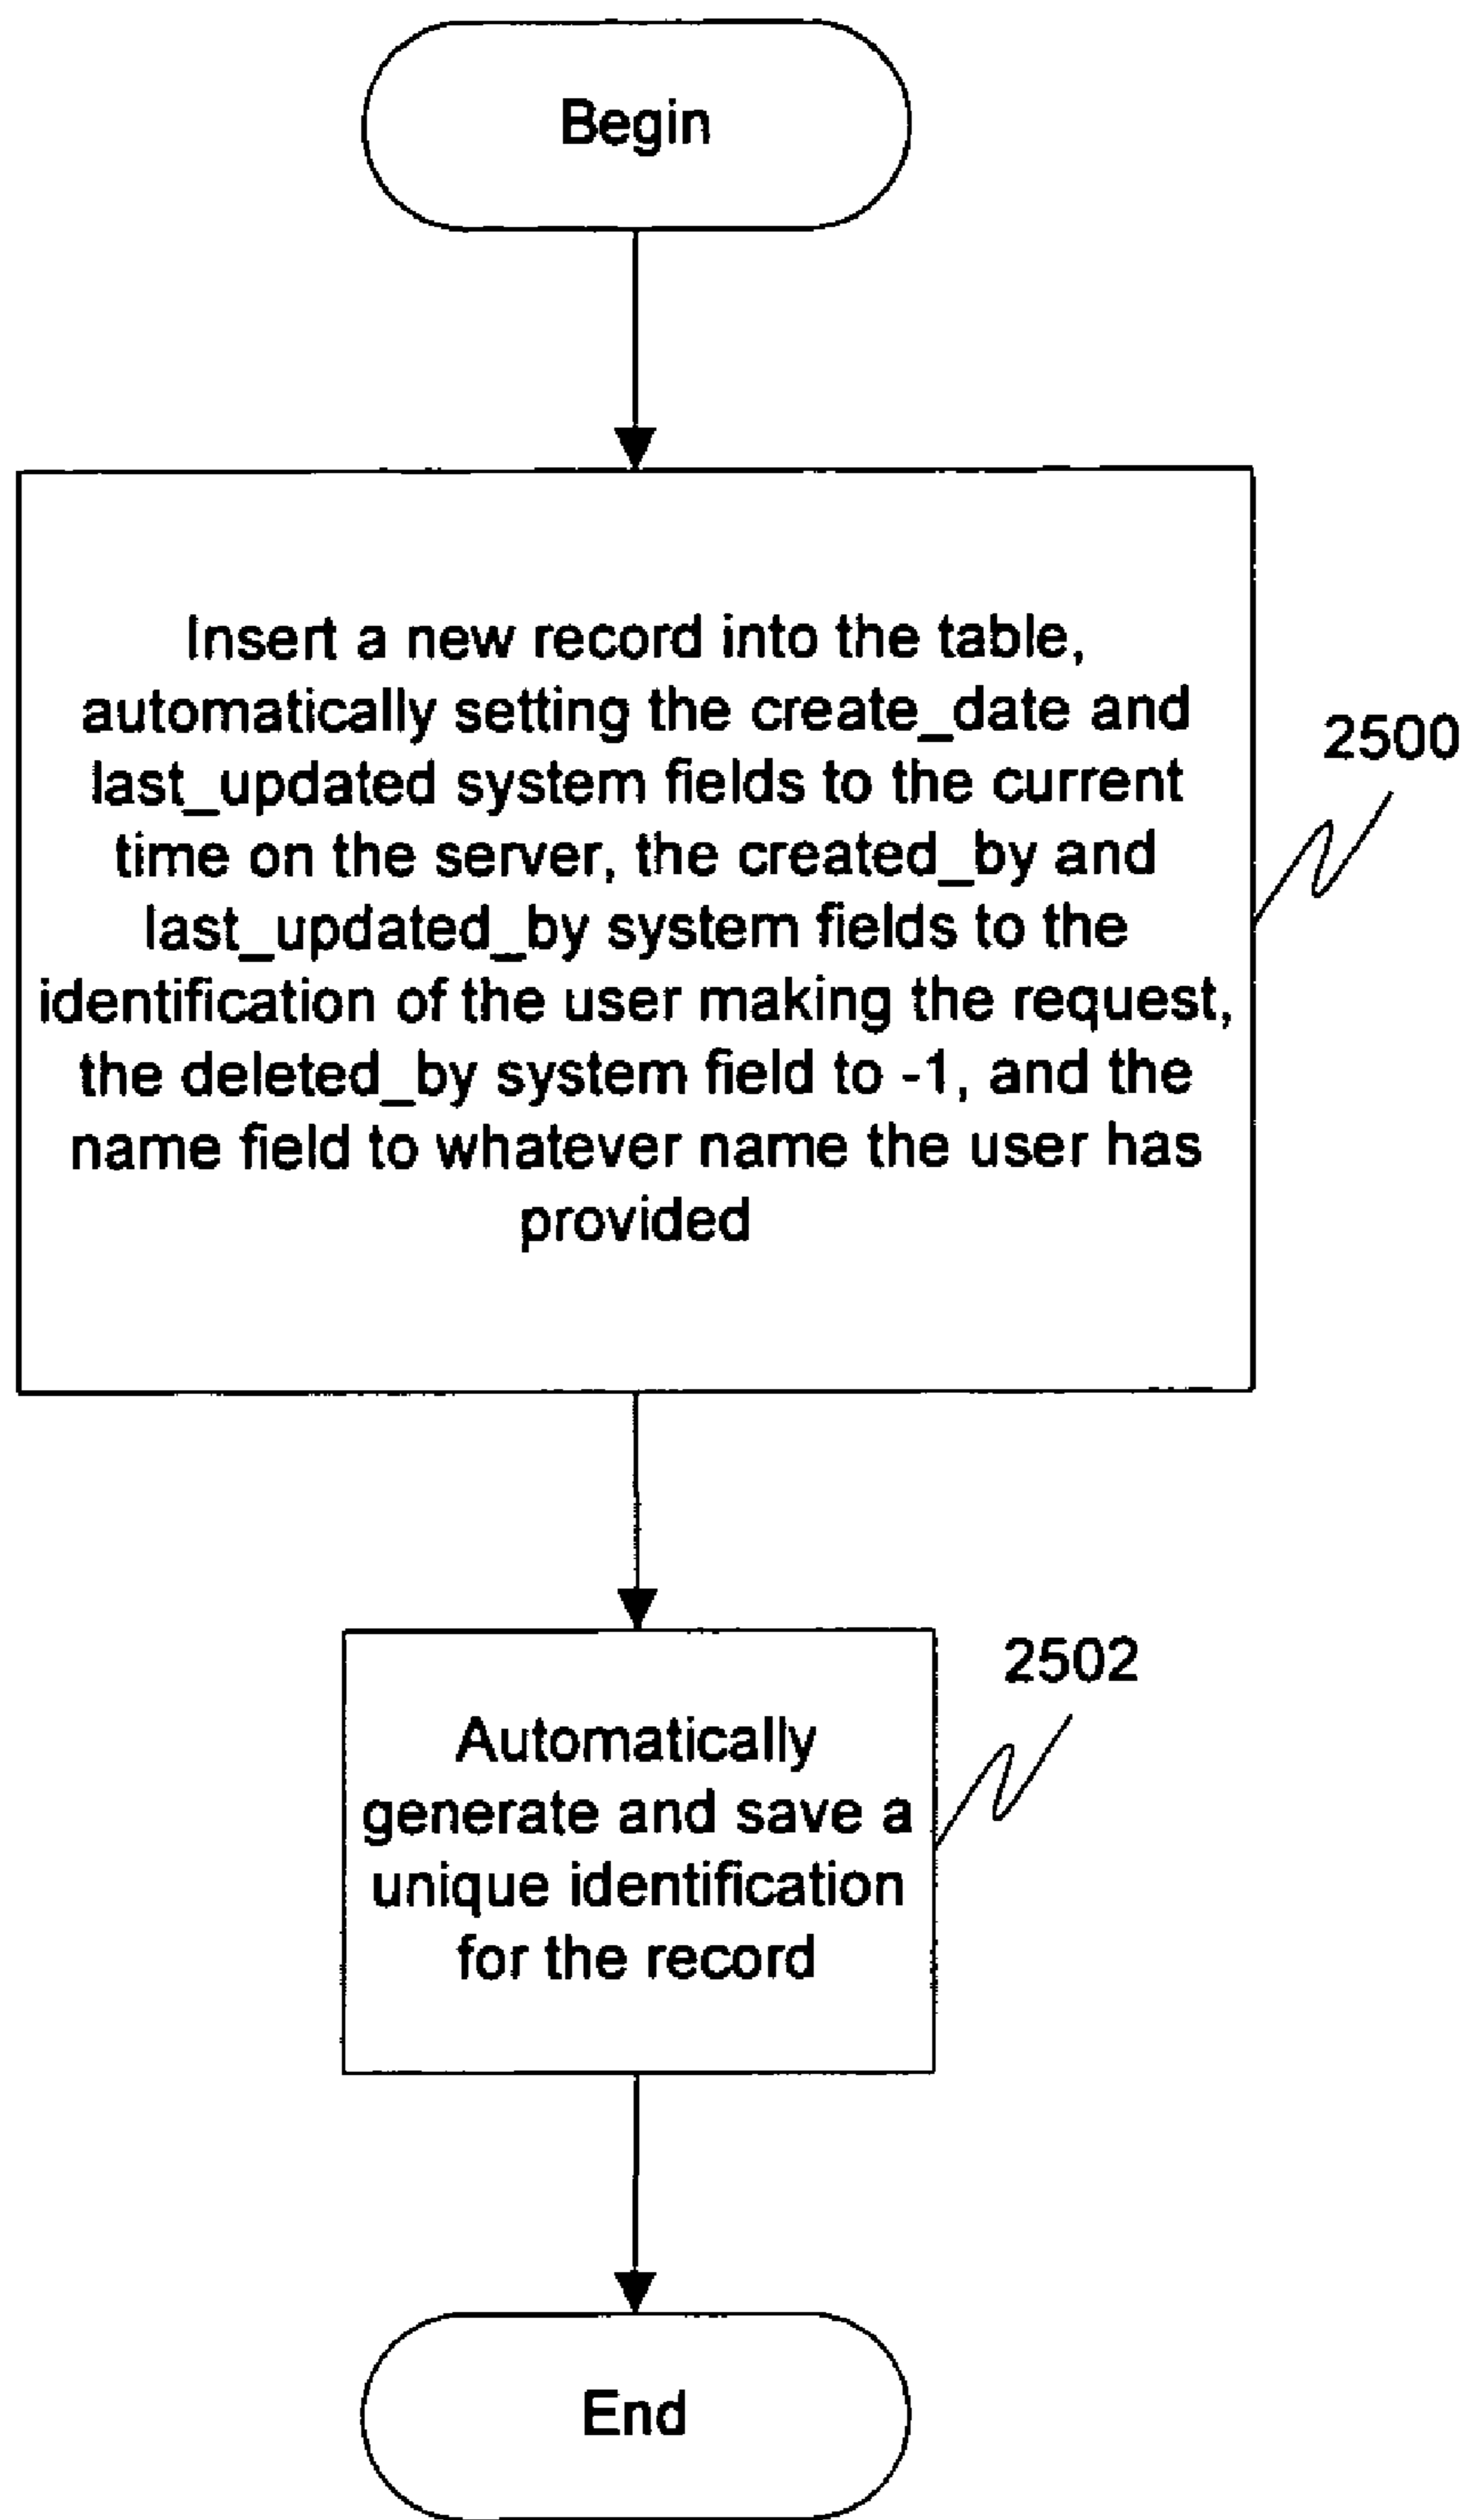 Begin
Insert a new record into the table,
automatically setting the create_date and
last_updated system fields to the current
time on the server, the created_by and
last_updated_by system fields to the
identification of the user making the request,
the deleted_by system field to -1, and the
name field to whatever name the user has
provided
2500
2502
Automatically
generate and save a
unique identification
for the record
End